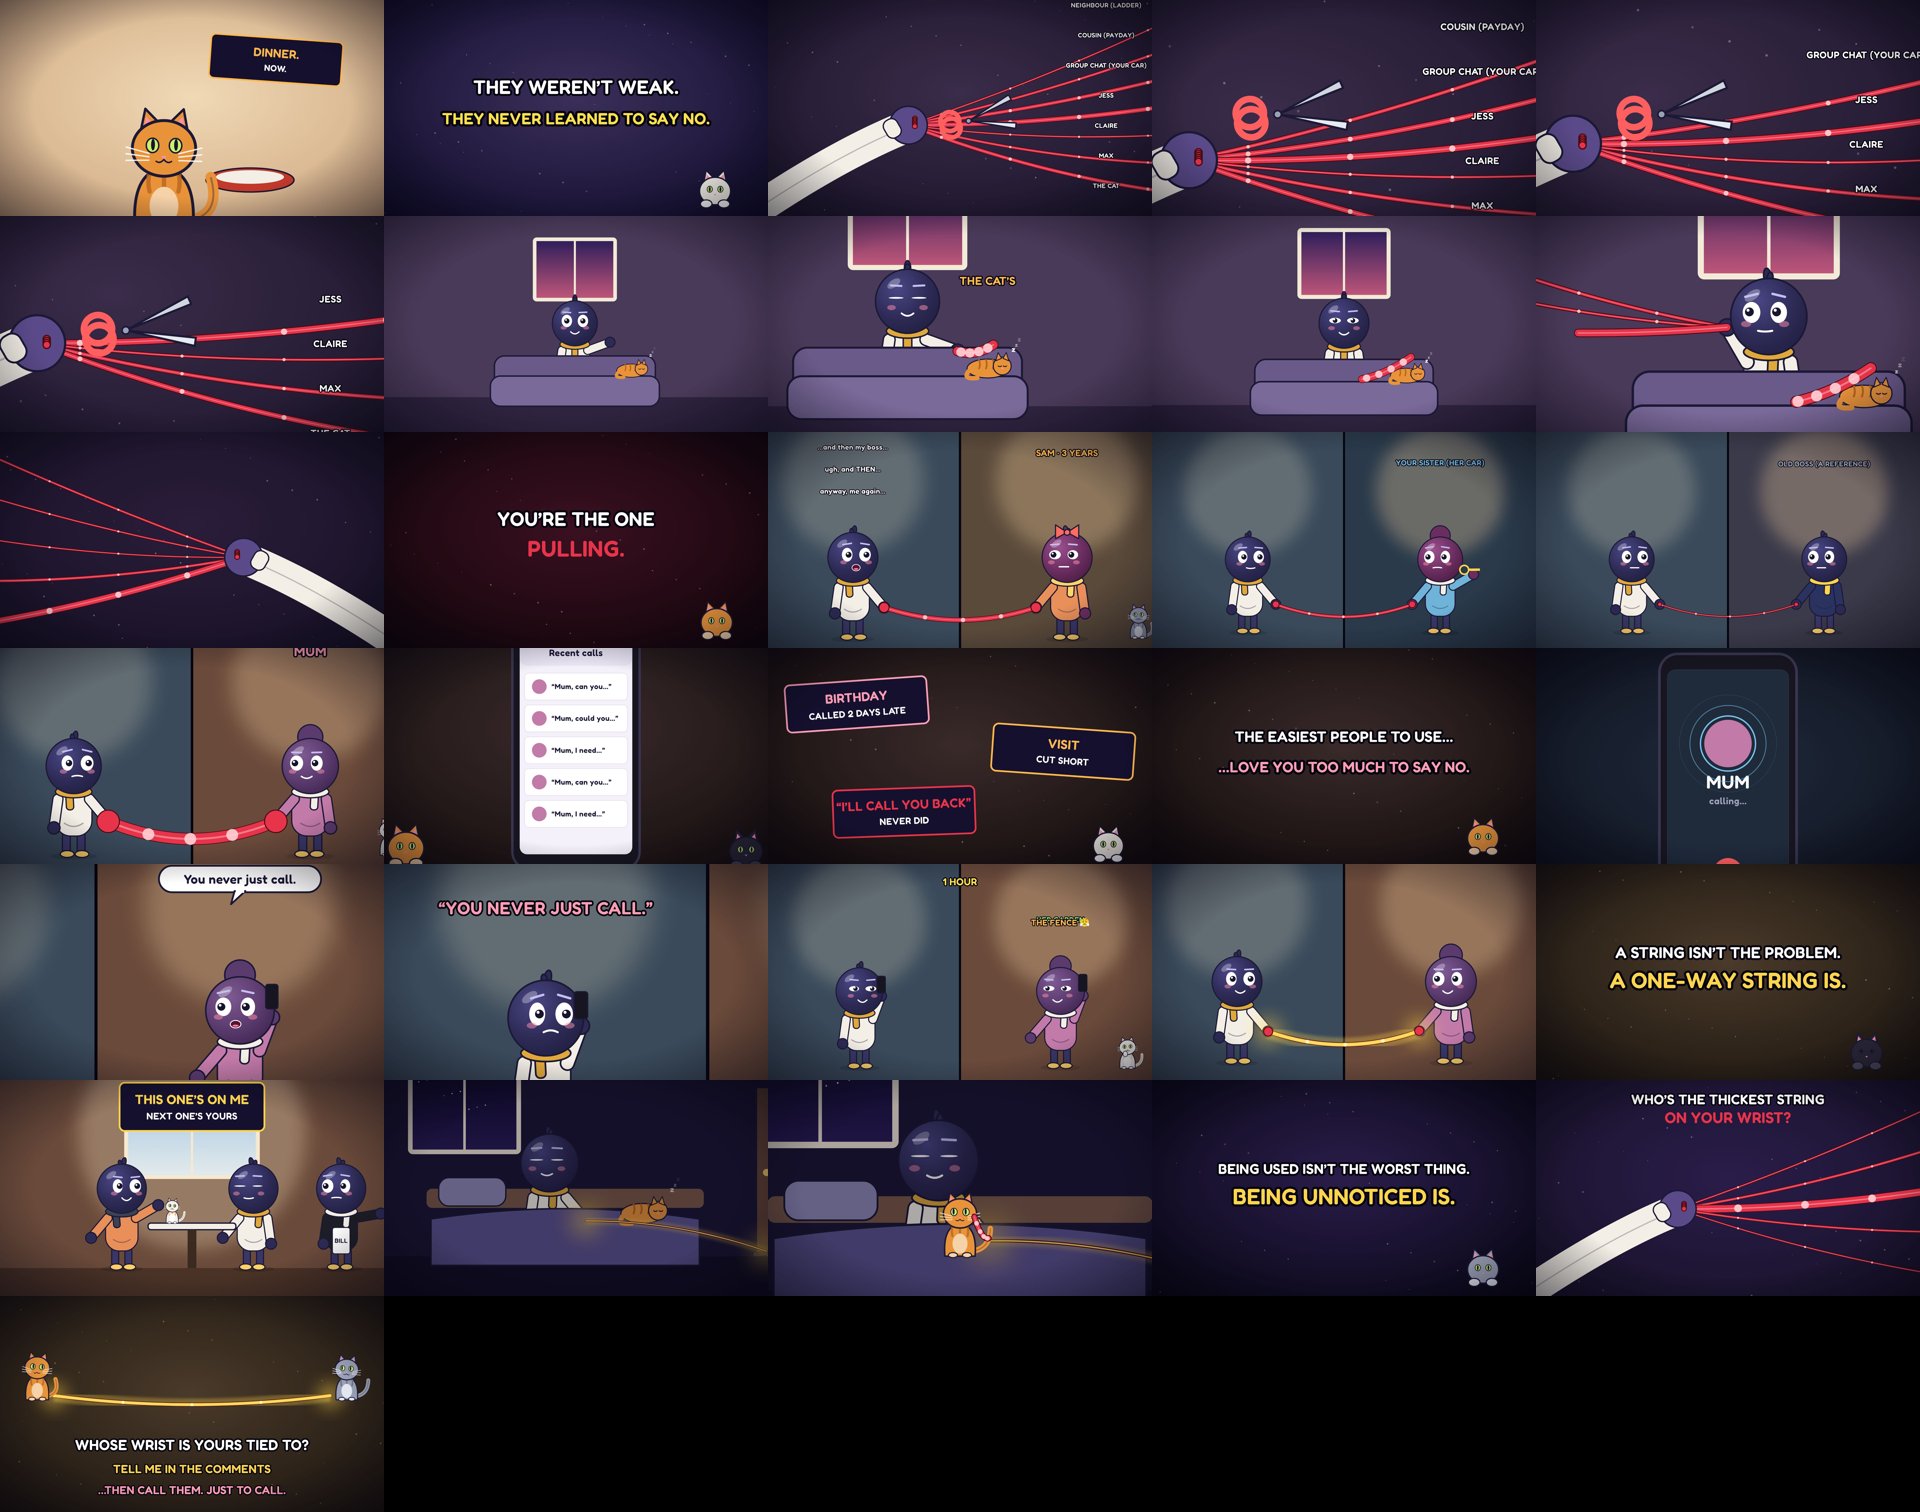 DINNER.
NOW.
THEY WEREN'T WEAK.
THEY NEVER LEARNED TO SAY NO.
NEIGHBOUR (LADDER)
COUSIN (PAYDAY)
GROUP CHAT (YOUR CAR)
JESS
CLAIRE
MAX
THE CAT
COUSIN (PAYDAY)
GROUP CHAT (YOUR CAR
JESS
CLAIRE
MAX
GROUP CHAT (YOUR CAR
JESS
CLAIRE
MAX
JESS
CLAIRE
MAX
THE CAT
THE CAT'S
YOU'RE THE ONE
PULLING.
...and then my boss...
ugh, and THEN...
anyway, me again...
SAM - 3 YEARS
YOUR SISTER (HER CAR)
OLD BOSS (A REFERENCE)
MUM
Recent calls
"Mum, can you..."
"Mum, could you..."
"Mum, I need..."
"Mum, can you..."
"Mum, I need..."
BIRTHDAY
CALLED 2 DAYS LATE
VISIT
CUT SHORT
"I'LL CALL YOU BACK"
NEVER DID
THE EASIEST PEOPLE TO USE...
...LOVE YOU TOO MUCH TO SAY NO.
MUM
calling...
You never just call.
"YOU NEVER JUST CALL."
1 HOUR
THE FENCE
A STRING ISN'T THE PROBLEM.
A ONE-WAY STRING IS.
THIS ONE'S ON ME
NEXT ONE'S YOURS
BILL
z
z
BEING USED ISN'T THE WORST THING.
BEING UNNOTICED IS.
WHO'S THE THICKEST STRING
ON YOUR WRIST?
WHOSE WRIST IS YOURS TIED TO?
TELL ME IN THE COMMENTS
...THEN CALL THEM. JUST TO CALL.